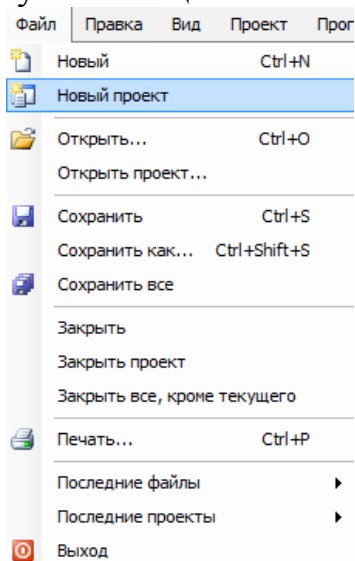 Файл Правка Вид Проект
Новый Ctrl+N
Новый проект
Открыть... Ctrl+O
Открыть проект...
Сохранить Ctrl+S
Сохранить как... Ctrl+Shift+S
Сохранить все
Закрыть
Закрыть проект
Закрыть все, кроме текущего
Печать... Ctrl+P
Последние файлы
Последние проекты
Выход